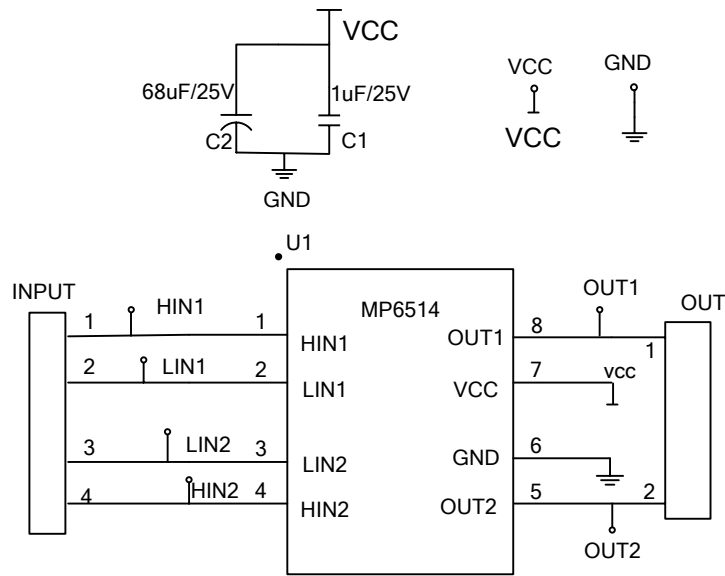 VCC
68uF/25V 1uF/25V
C2 C1
GND
VCC GND
VCC
U1
INPUT HIN1 OUT1 OUT
MP6514
1 1 HIN1 OUT1 8 1
2 LIN1 2 LIN1 VCC 7 vcc
3 LIN2 3 LIN2 GND 6
4 HIN2 4 HIN2 OUT2 5 2
OUT2